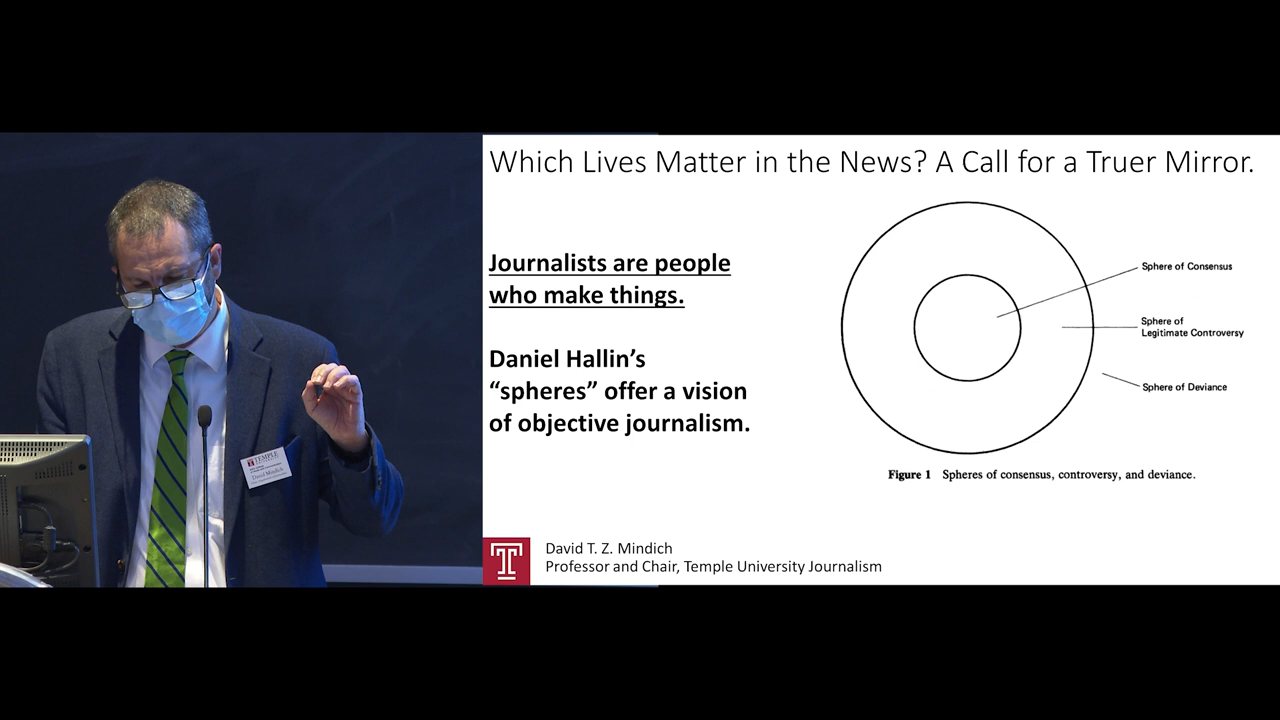 Which Lives Matter in the News? A Call for a Truer Mirror.
Journalists are people
who make things.
Daniel Hallin’s
“spheres” offer a vision
of objective journalism.
Sphere of Consensus
Sphere of
Legitimate Controversy
Sphere of Deviance
Figure 1 Spheres of consensus, controversy, and deviance.
David T. Z. Mindich
Professor and Chair, Temple University Journalism
TEMPLE
David Mindich